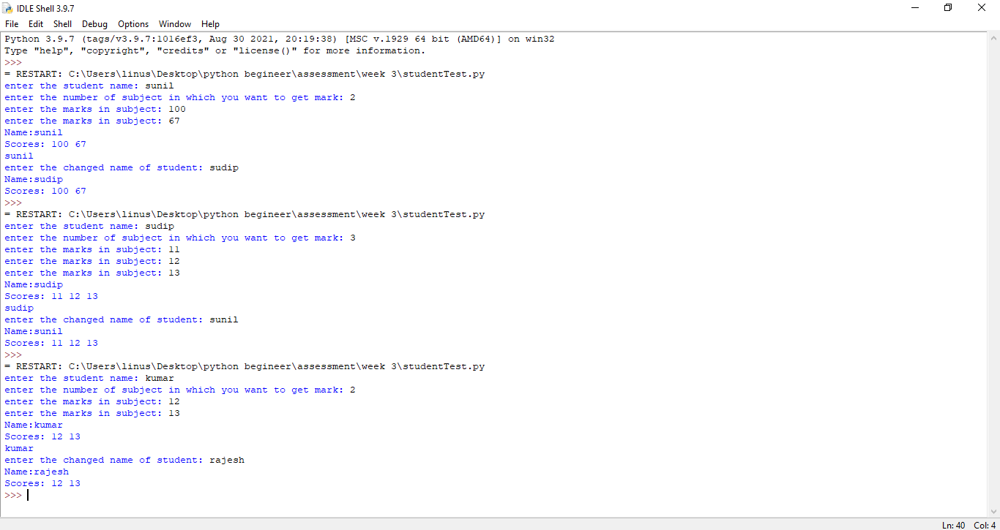 IDLE Shell 3.9.7
File Edit Shell Debug Options Window Help
Python 3.9.7 (tags/v3.9.7:1016ef3, Aug 30 2021, 20:19:38) [MSC v.1929 64 bit (AMD64)] on win32
Type "help", "copyright", "credits" or "license()" for more information.
>>>
= RESTART: C:\Users\linus\Desktop\python begineer\assessment\week 3\studentTest.py
enter the student name: sunil
enter the number of subject in which you want to get mark: 2
enter the marks in subject: 100
enter the marks in subject: 67
Name:sunil
Scores: 100 67
sunil
enter the changed name of student: sudip
Name:sudip
Scores: 100 67
>>>
= RESTART: C:\Users\linus\Desktop\python begineer\assessment\week 3\studentTest.py
enter the student name: sudip
enter the number of subject in which you want to get mark: 3
enter the marks in subject: 11
enter the marks in subject: 12
enter the marks in subject: 13
Name:sudip
Scores: 11 12 13
sudip
enter the changed name of student: sunil
Name:sunil
Scores: 11 12 13
>>>
= RESTART: C:\Users\linus\Desktop\python begineer\assessment\week 3\studentTest.py
enter the student name: kumar
enter the number of subject in which you want to get mark: 2
enter the marks in subject: 12
enter the marks in subject: 13
Name:kumar
Scores: 12 13
kumar
enter the changed name of student: rajesh
Name:rajesh
Scores: 12 13
>>>
Ln: 40 Col: 4